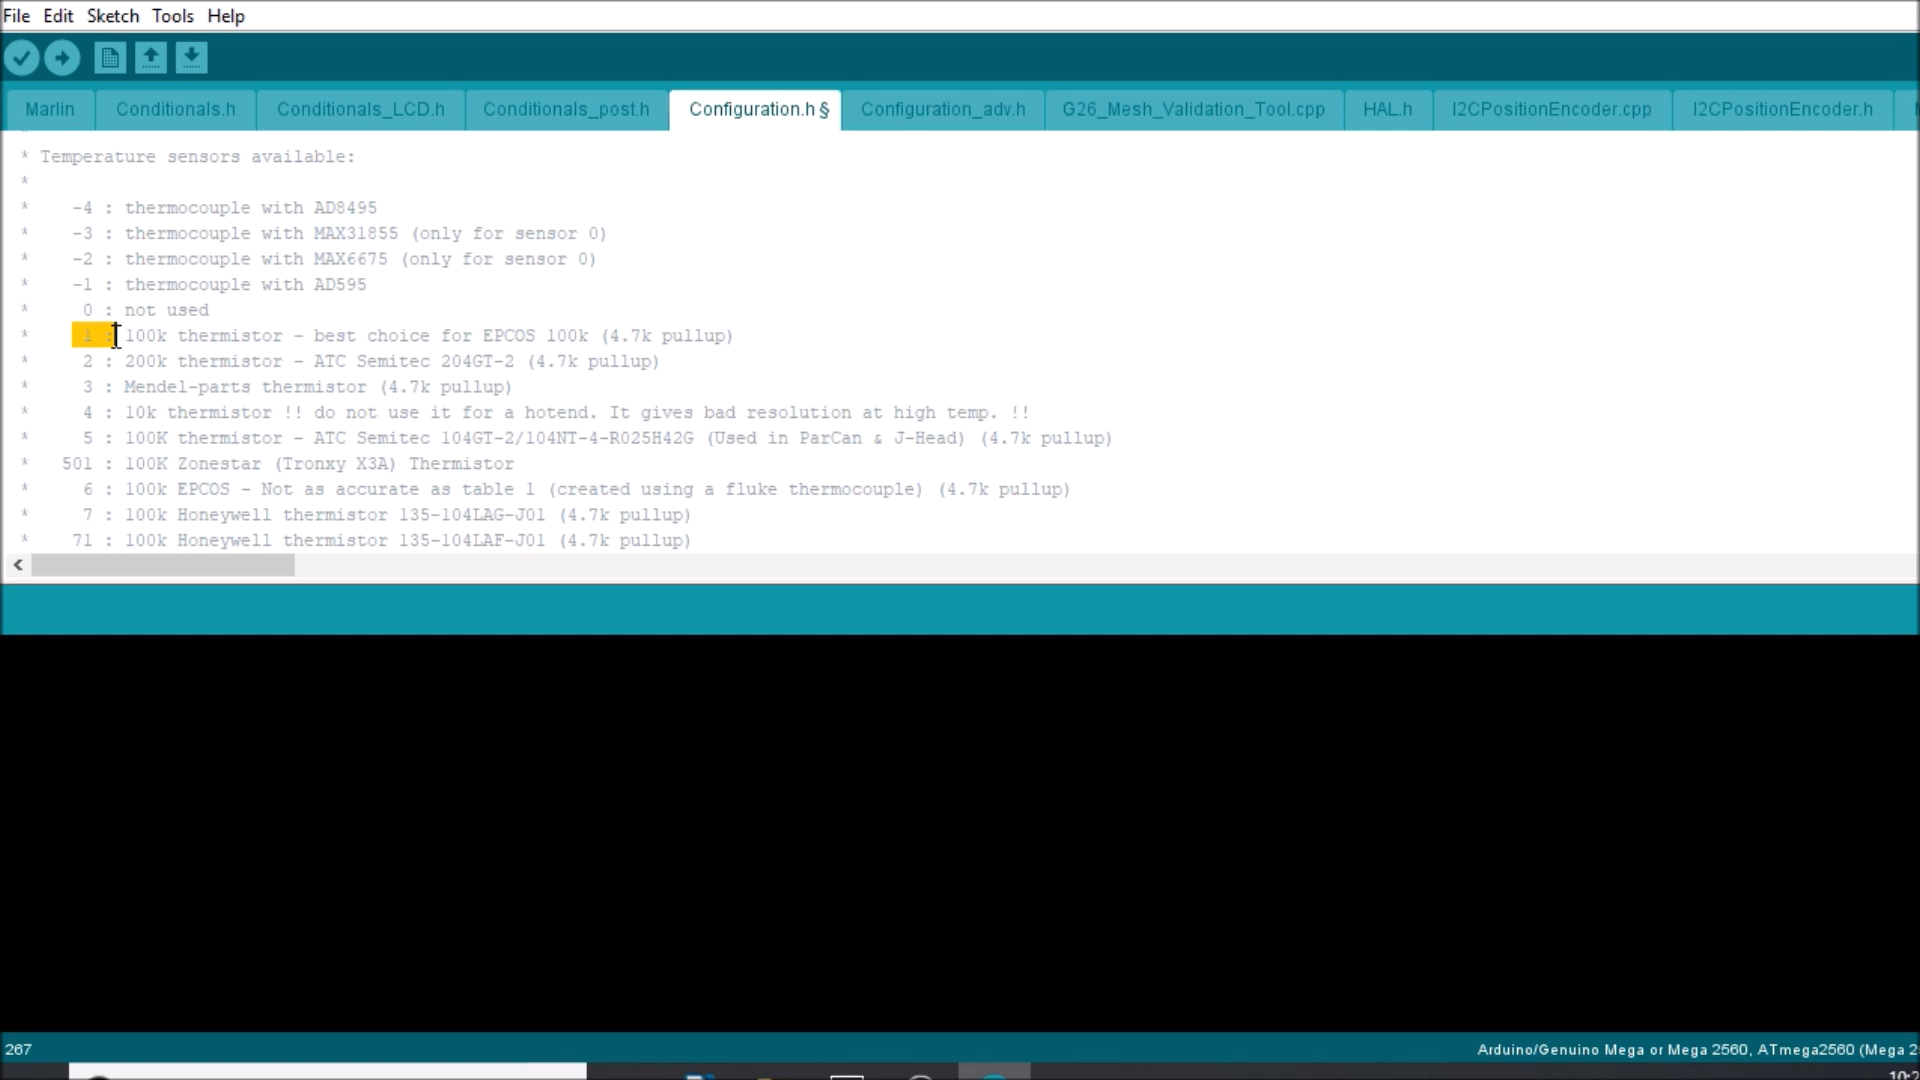 File Edit Sketch Tools Help
Marlin Conditionals.h Conditionals_LCD.h Conditionals_post.h Configuration.h § Configuration_adv.h G26_Mesh_Validation_Tool.cpp HAL.h I2CPositionEncoder.cpp I2CPositionEncoder.h
* Temperature sensors available:
*
* -4 : thermocouple with AD8495
* -3 : thermocouple with MAX31855 (only for sensor 0)
* -2 : thermocouple with MAX6675 (only for sensor 0)
* -1 : thermocouple with AD595
* 0 : not used
* 1 : 100k thermistor - best choice for EPCOS 100k (4.7k pullup)
* 2 : 200k thermistor - ATC Semitec 204GT-2 (4.7k pullup)
* 3 : Mendel-parts thermistor (4.7k pullup)
* 4 : 10k thermistor !! do not use it for a hotend. It gives bad resolution at high temp. !!
* 5 : 100K thermistor - ATC Semitec 104GT-2/104NT-4-R025H42G (Used in ParCan & J-Head) (4.7k pullup)
* 501 : 100K Zonestar (Tronxy X3A) Thermistor
* 6 : 100k EPCOS - Not as accurate as table 1 (created using a fluke thermocouple) (4.7k pullup)
* 7 : 100k Honeywell thermistor 135-104LAG-J01 (4.7k pullup)
* 71 : 100k Honeywell thermistor 135-104LAF-J01 (4.7k pullup)
267
Arduino/Genuino Mega or Mega 2560, ATmega2560 (Mega 2